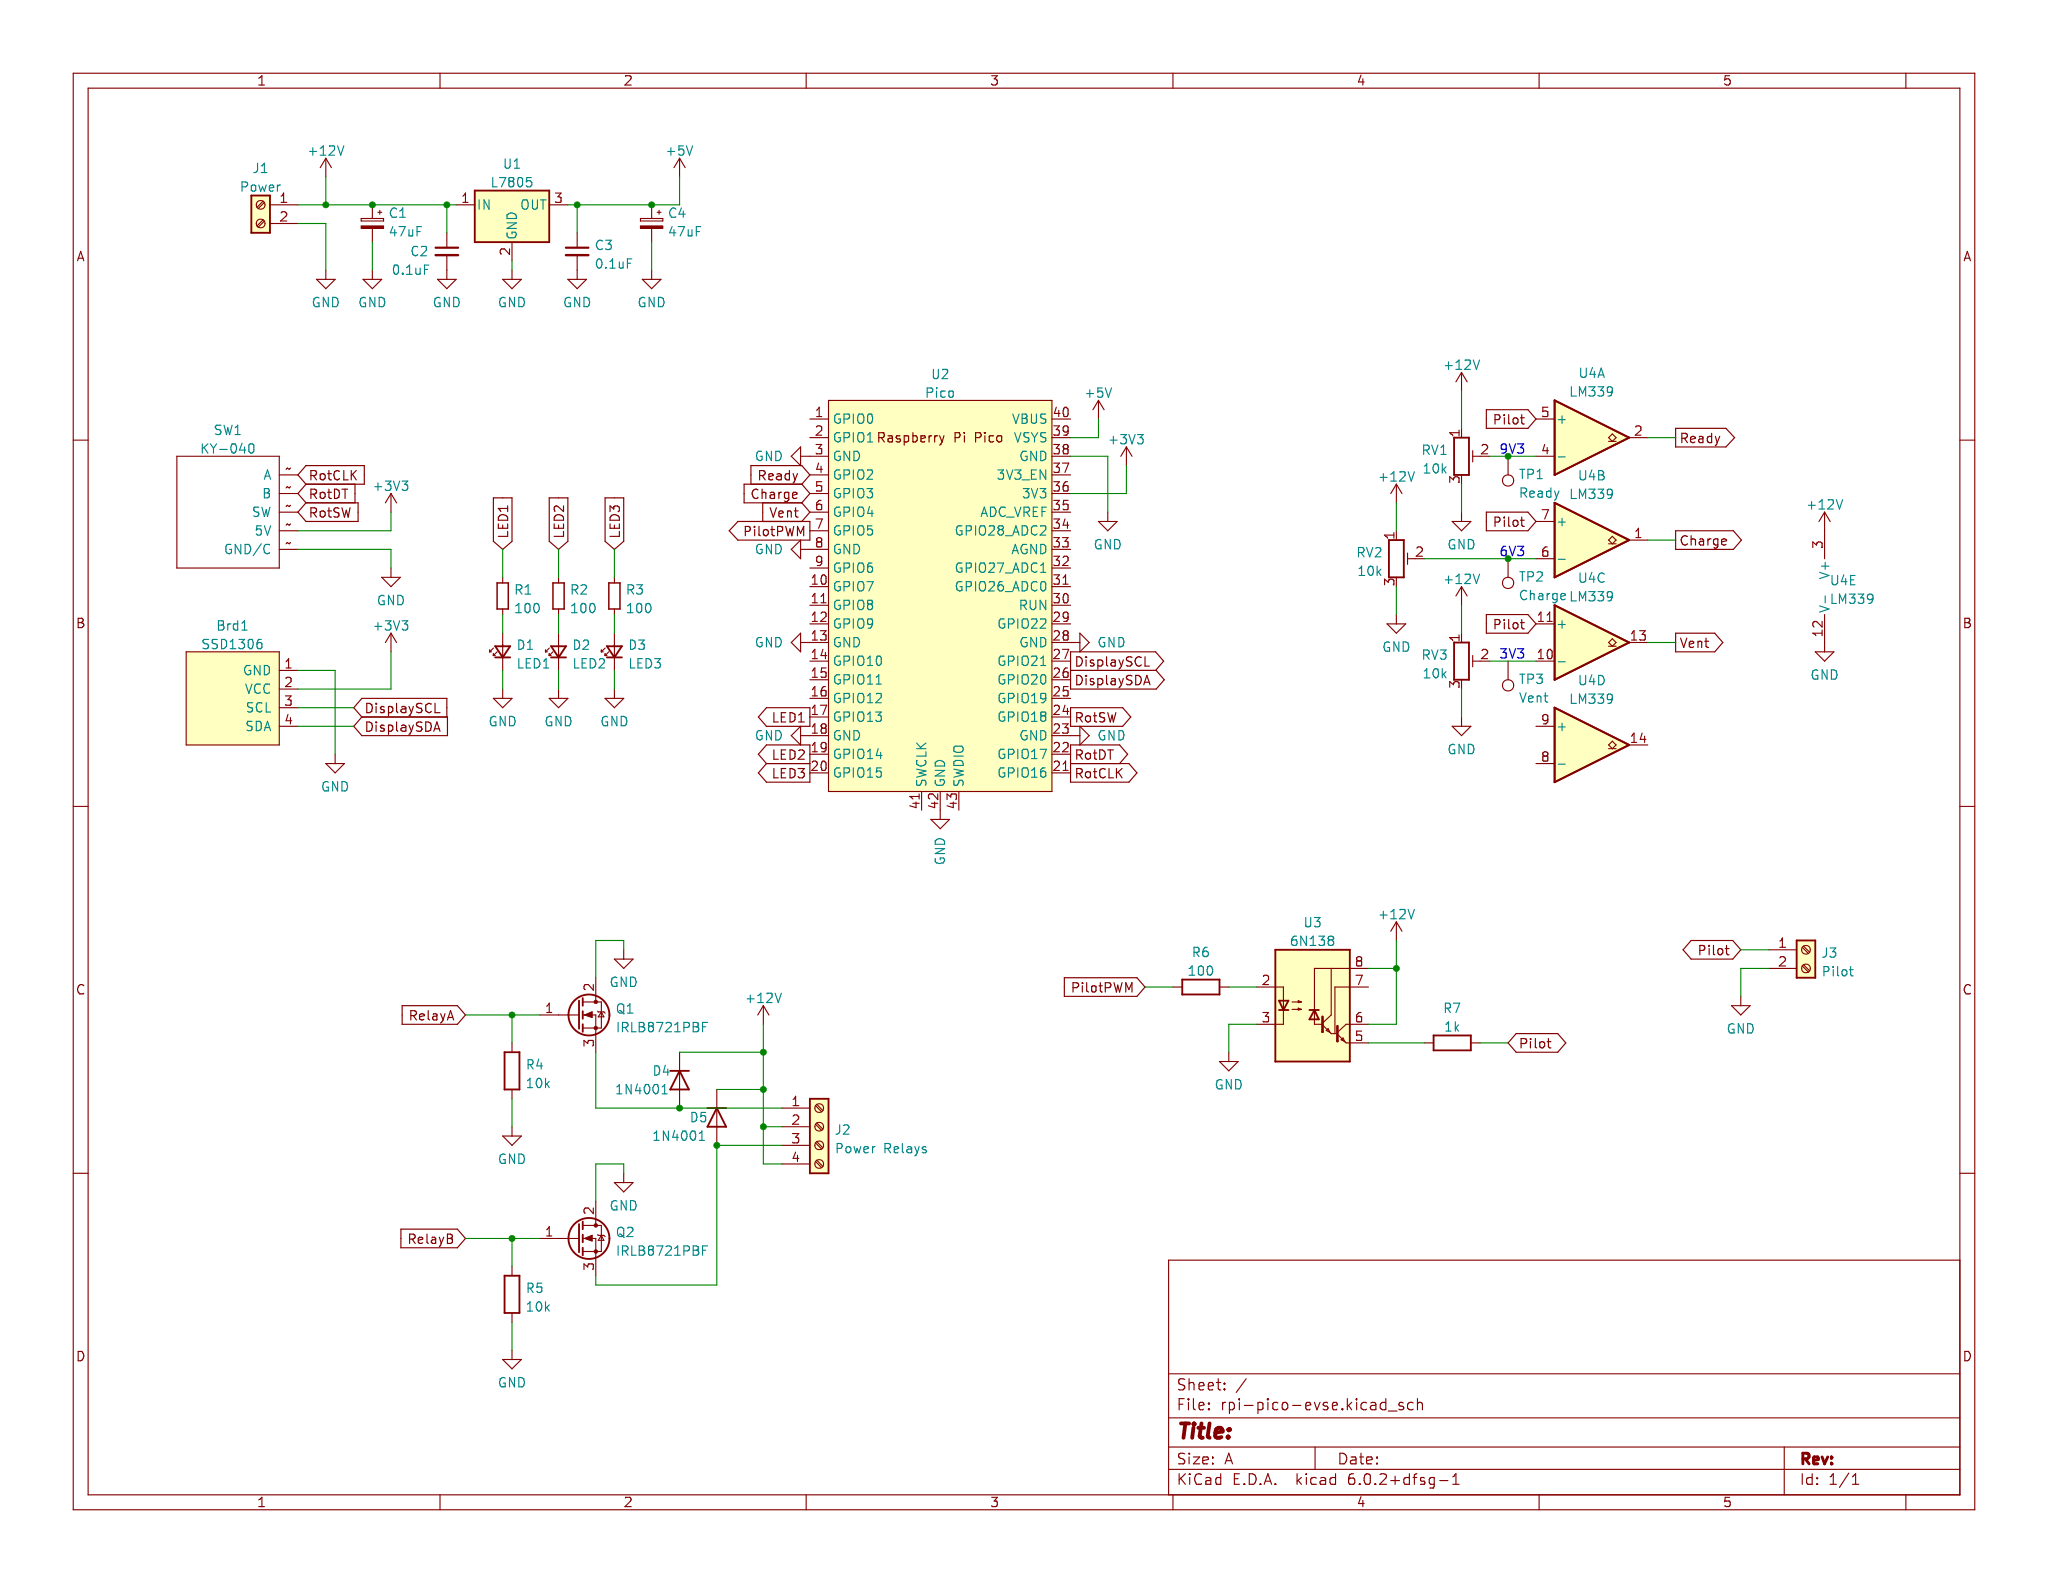 1 2 3 4 5
A A
B B
C C
D D
1 2 3 4 5
J1
Power
1
2
+12V
C1
47uF
C2
0.1uF
U1
L7805
1 IN OUT 3
GND
2
C3
0.1uF
C4
47uF
+5V
GND GND GND GND GND GND
SW1
KY-040
A ~ RotCLK
B ~ RotDT
SW ~ RotSW
5V ~
GND/C ~
+3V3
GND
Brd1
SSD1306
GND 1
VCC 2
SCL 3 DisplaySCL
SDA 4 DisplaySDA
+3V3
GND
LED1 LED2 LED3
R1
100
R2
100
R3
100
D1
LED1
D2
LED2
D3
LED3
GND GND GND
U2
Pico
Raspberry Pi Pico
1 GPIO0
2 GPIO1
GND 3 GND
Ready 4 GPIO2
Charge 5 GPIO3
Vent 6 GPIO4
PilotPWM 7 GPIO5
GND 8 GND
9 GPIO6
10 GPIO7
11 GPIO8
12 GPIO9
GND 13 GND
14 GPIO10
15 GPIO11
16 GPIO12
LED1 17 GPIO13
GND 18 GND
LED2 19 GPIO14
LED3 20 GPIO15
VBUS 40
VSYS 39
GND 38
3V3_EN 37
3V3 36
ADC_VREF 35
GPIO28_ADC2 34
AGND 33
GPIO27_ADC1 32
GPIO26_ADC0 31
RUN 30
GPIO22 29
GND 28 GND
GPIO21 27 DisplaySCL
GPIO20 26 DisplaySDA
GPIO19 25
GPIO18 24 RotSW
GND 23 GND
GPIO17 22 RotDT
GPIO16 21 RotCLK
SWCLK GND SWDIO
41 42 43
GND
+5V
+3V3
GND
+12V
RV1
10k
1
2
3
GND
9V3
TP1
Ready
U4A
LM339
Pilot 5 +
4 −
2 Ready
+12V
RV2
10k
1
2
3
GND
6V3
TP2
Charge
U4B
LM339
Pilot 7 +
6 −
1 Charge
+12V
RV3
10k
1
2
3
GND
3V3
TP3
Vent
U4C
LM339
Pilot 11 +
10 −
13 Vent
U4D
LM339
9 +
8 −
14
+12V
3
V+
U4E
LM339
V−
12
GND
RelayA
1
2
3
Q1
IRLB8721PBF
GND
R4
10k
GND
+12V
D4
1N4001
D5
1N4001
1
2
3
4
J2
Power Relays
RelayB
1
2
3
Q2
IRLB8721PBF
GND
R5
10k
GND
PilotPWM
R6
100
U3
6N138
2
3
8
7
6
5
GND
+12V
R7
1k
Pilot
Pilot
1
2
J3
Pilot
GND
Sheet: /
File: rpi-pico-evse.kicad_sch
Title:
Size: A Date: Rev:
KiCad E.D.A. kicad 6.0.2+dfsg-1 Id: 1/1